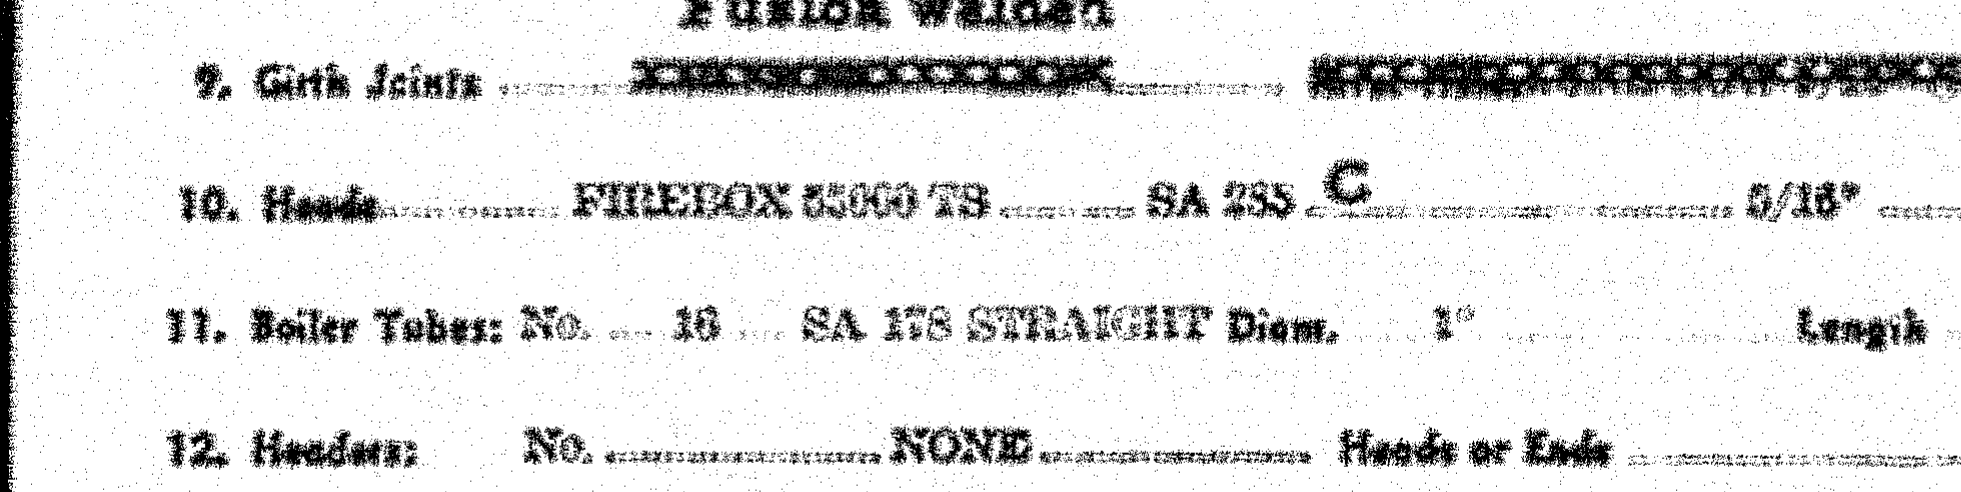 Fusion Welded
9. Girth Joints
10. Heads FIREBOX 55000 TS SA 285 C 5/16"
11. Boiler Tubes: No. 16 SA 178 STRAIGHT Diam. 1" Length
12. Headers: No. NONE Heads or Ends